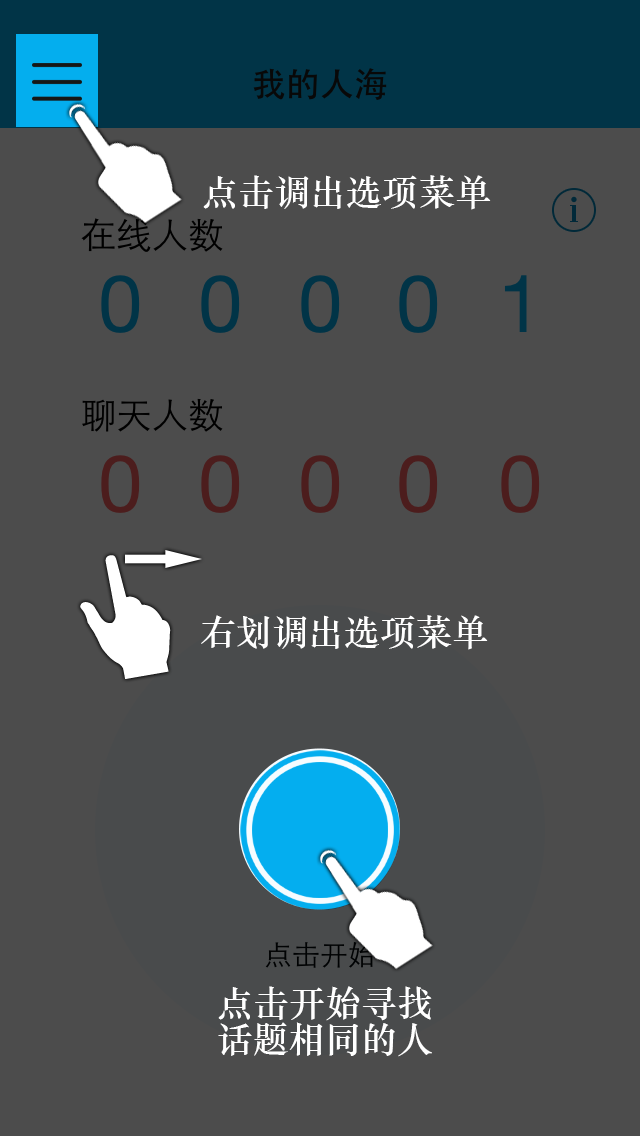 我的人海
点击调出选项菜单
i
在线人数
0 0 0 0 1
聊天人数
0 0 0 0 0
右划调出选项菜单
点击开始
点击开始寻找
话题相同的人